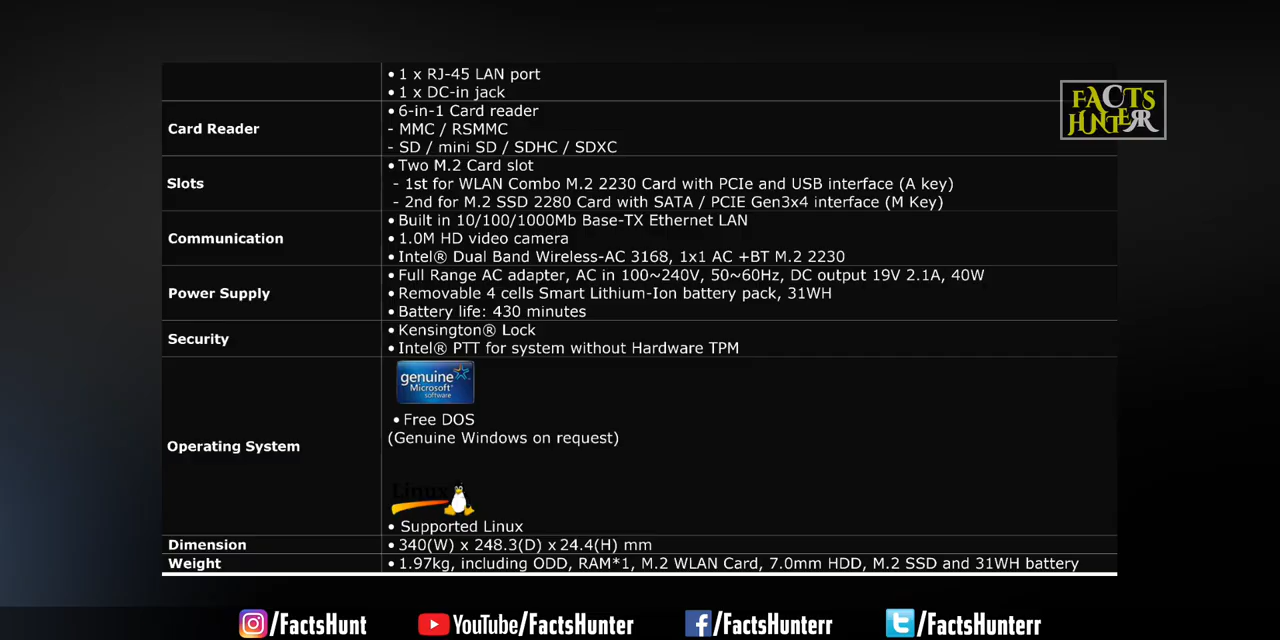 • 1 x RJ-45 LAN port
• 1 x DC-in jack
FACTS
HUNTERR
Card Reader
• 6-in-1 Card reader
- MMC / RSMMC
- SD / mini SD / SDHC / SDXC
Slots
• Two M.2 Card slot
- 1st for WLAN Combo M.2 2230 Card with PCIe and USB interface (A key)
- 2nd for M.2 SSD 2280 Card with SATA / PCIE Gen3x4 interface (M Key)
Communication
• Built in 10/100/1000Mb Base-TX Ethernet LAN
• 1.0M HD video camera
• Intel® Dual Band Wireless-AC 3168, 1x1 AC +BT M.2 2230
Power Supply
• Full Range AC adapter, AC in 100~240V, 50~60Hz, DC output 19V 2.1A, 40W
• Removable 4 cells Smart Lithium-Ion battery pack, 31WH
• Battery life: 430 minutes
Security
• Kensington® Lock
• Intel® PTT for system without Hardware TPM
Operating System
genuine
Microsoft®
software
• Free DOS
(Genuine Windows on request)
Linux
• Supported Linux
Dimension
• 340(W) x 248.3(D) x 24.4(H) mm
Weight
• 1.97kg, including ODD, RAM*1, M.2 WLAN Card, 7.0mm HDD, M.2 SSD and 31WH battery
/FactsHunt
YouTube/FactsHunter
/FactsHunterr
/FactsHunterr